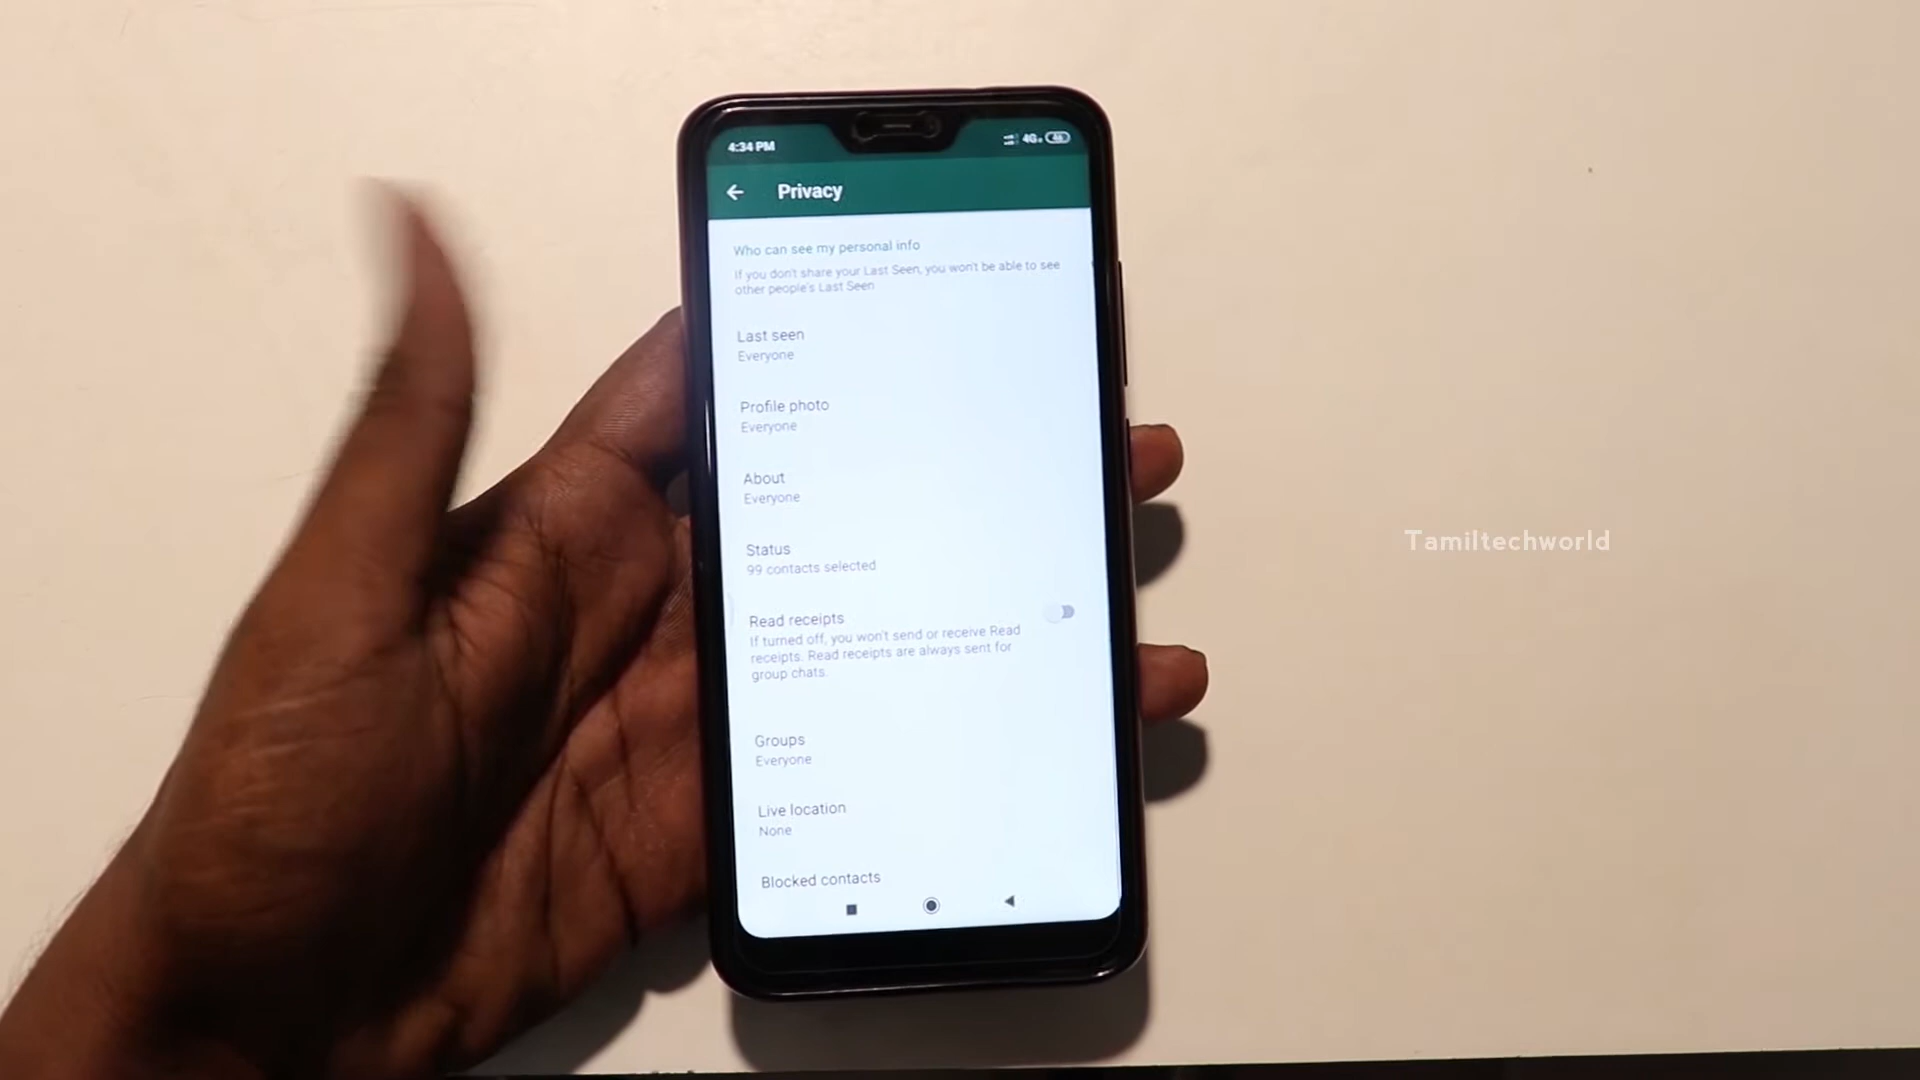 4:34 PM
4G
46
Privacy
Who can see my personal info
If you don't share your Last Seen, you won't be able to see
other people's Last Seen
Last seen
Everyone
Profile photo
Everyone
About
Everyone
Status
99 contacts selected
Read receipts
If turned off, you won't send or receive Read
receipts. Read receipts are always sent for
group chats.
Groups
Everyone
Live location
None
Blocked contacts
Tamiltechworld